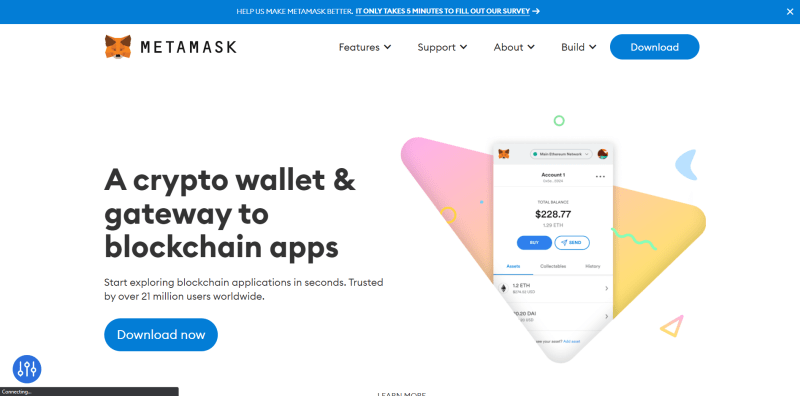 HELP US MAKE METAMASK BETTER. IT ONLY TAKES 5 MINUTES TO FILL OUT OUR SURVEY → ×
METAMASK Features Support About Build Download
A crypto wallet &
gateway to
blockchain apps
Start exploring blockchain applications in seconds. Trusted
by over 21 million users worldwide.
Download now
Main Ethereum Network
Account 1
TOTAL BALANCE
$228.77
1.29 ETH
BUY SEND
Assets Collectables History
1.2 ETH
20 DAI
Add asset
Connecting...
LEARN MORE